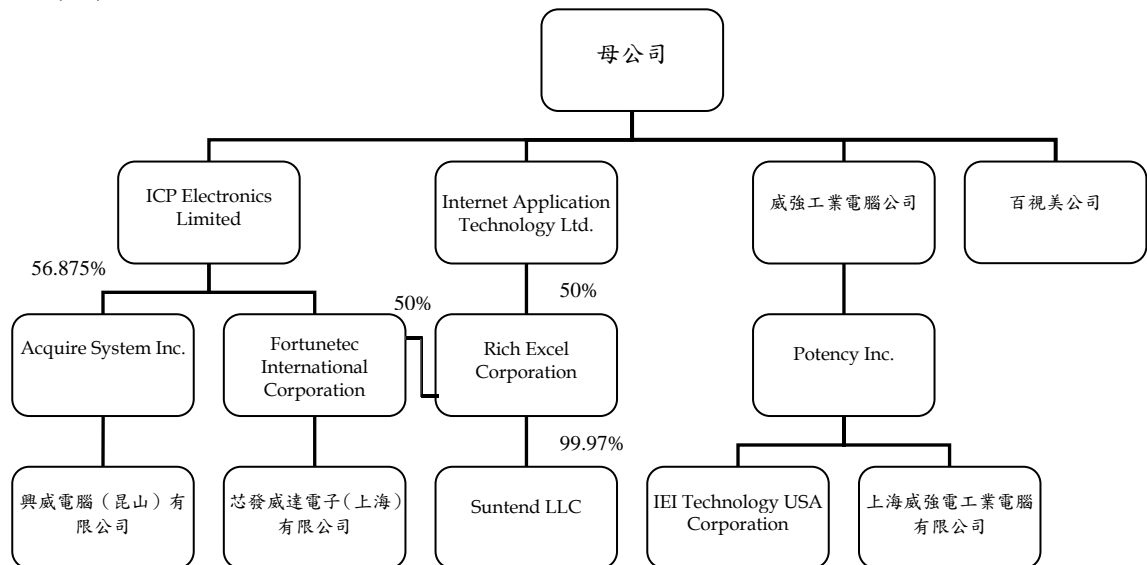 母公司
ICP Electronics
Limited
Internet Application
Technology Ltd.
威強工業電腦公司
百視美公司
56.875%
50%
50%
Acquire System Inc.
Fortunetec
International
Corporation
Rich Excel
Corporation
Potency Inc.
99.97%
興威電腦（昆山）有
限公司
芯發威達電子（上海）
有限公司
Suntend LLC
IEI Technology USA
Corporation
上海威強電工業電腦
有限公司